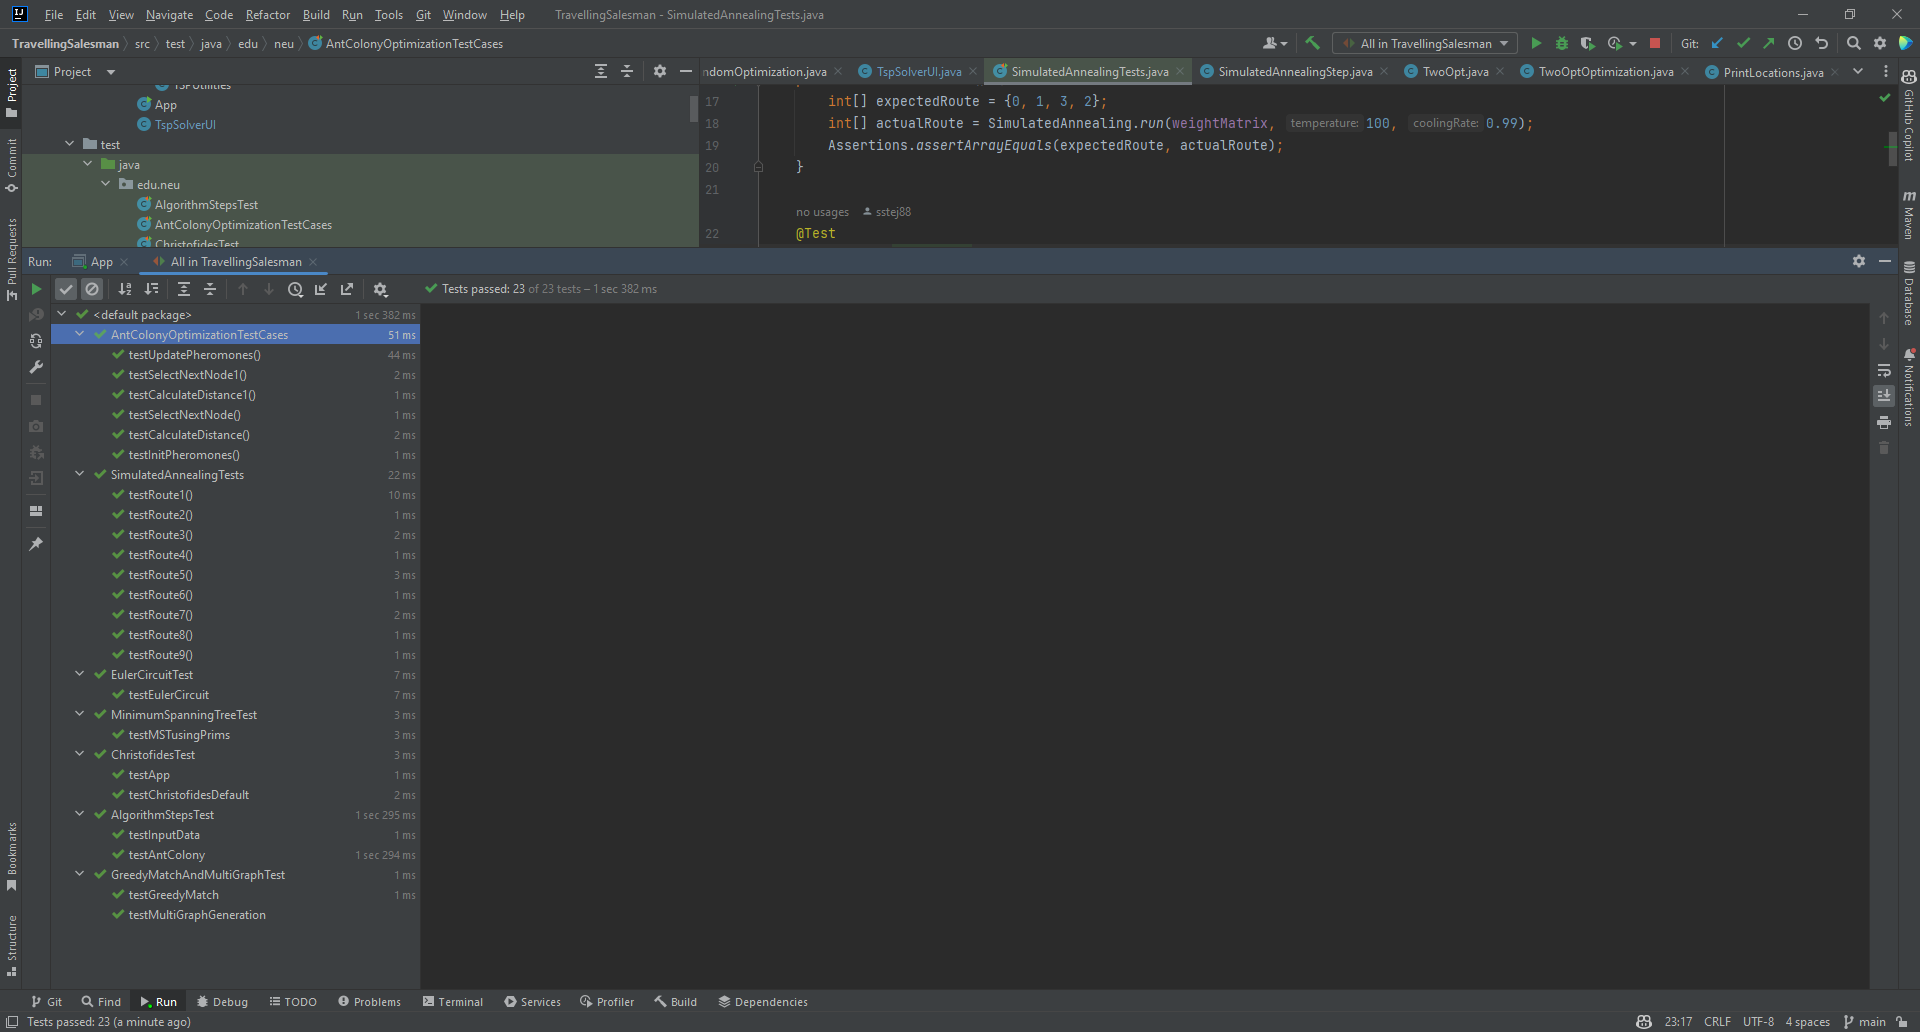 File Edit View Navigate Code Refactor Build Run Tools Git Window Help TravellingSalesman - SimulatedAnnealingTests.java
TravellingSalesman src test java edu neu AntColonyOptimizationTestCases All in TravellingSalesman Git:
Project
ndomOptimization.java TspSolverUI.java SimulatedAnnealingTests.java SimulatedAnnealingStep.java TwoOpt.java TwoOptOptimization.java PrintLocations.java
TSPUtilities
App
TspSolverUI
test
java
edu.neu
AlgorithmStepsTest
AntColonyOptimizationTestCases
ChristofidesTest
17 int[] expectedRoute = {0, 1, 3, 2};
18 int[] actualRoute = SimulatedAnnealing.run(weightMatrix, temperature: 100, coolingRate: 0.99);
19 Assertions.assertArrayEquals(expectedRoute, actualRoute);
20 }
21
no usages sstej88
22 @Test
Run: App All in TravellingSalesman
Tests passed: 23 of 23 tests – 1 sec 382 ms
<default package> 1 sec 382 ms
AntColonyOptimizationTestCases 51 ms
testUpdatePheromones() 44 ms
testSelectNextNode1() 2 ms
testCalculateDistance1() 1 ms
testSelectNextNode() 1 ms
testCalculateDistance() 2 ms
testInitPheromones() 1 ms
SimulatedAnnealingTests 22 ms
testRoute1() 10 ms
testRoute2() 1 ms
testRoute3() 2 ms
testRoute4() 1 ms
testRoute5() 3 ms
testRoute6() 1 ms
testRoute7() 2 ms
testRoute8() 1 ms
testRoute9() 1 ms
EulerCircuitTest 7 ms
testEulerCircuit 7 ms
MinimumSpanningTreeTest 3 ms
testMSTusingPrims 3 ms
ChristofidesTest 3 ms
testApp 1 ms
testChristofidesDefault 2 ms
AlgorithmStepsTest 1 sec 295 ms
testInputData 1 ms
testAntColony 1 sec 294 ms
GreedyMatchAndMultiGraphTest 1 ms
testGreedyMatch 1 ms
testMultiGraphGeneration
Project
Commit
Pull Requests
Bookmarks
Structure
GitHub Copilot
Maven
Database
Notifications
Git Find Run Debug TODO Problems Terminal Services Profiler Build Dependencies
Tests passed: 23 (a minute ago) 23:17 CRLF UTF-8 4 spaces main